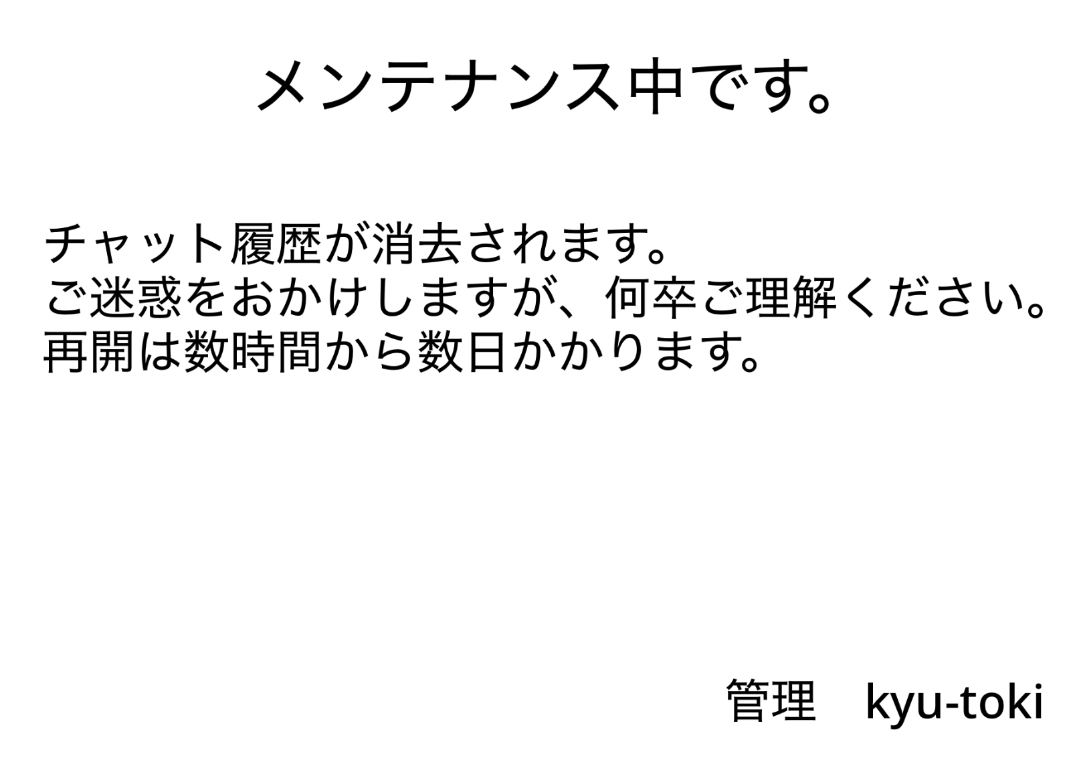 メンテナンス中です。
チャット履歴が消去されます。
ご迷惑をおかけしますが、何卒ご理解ください。
再開は数時間から数日かかります。
管理　kyu-toki